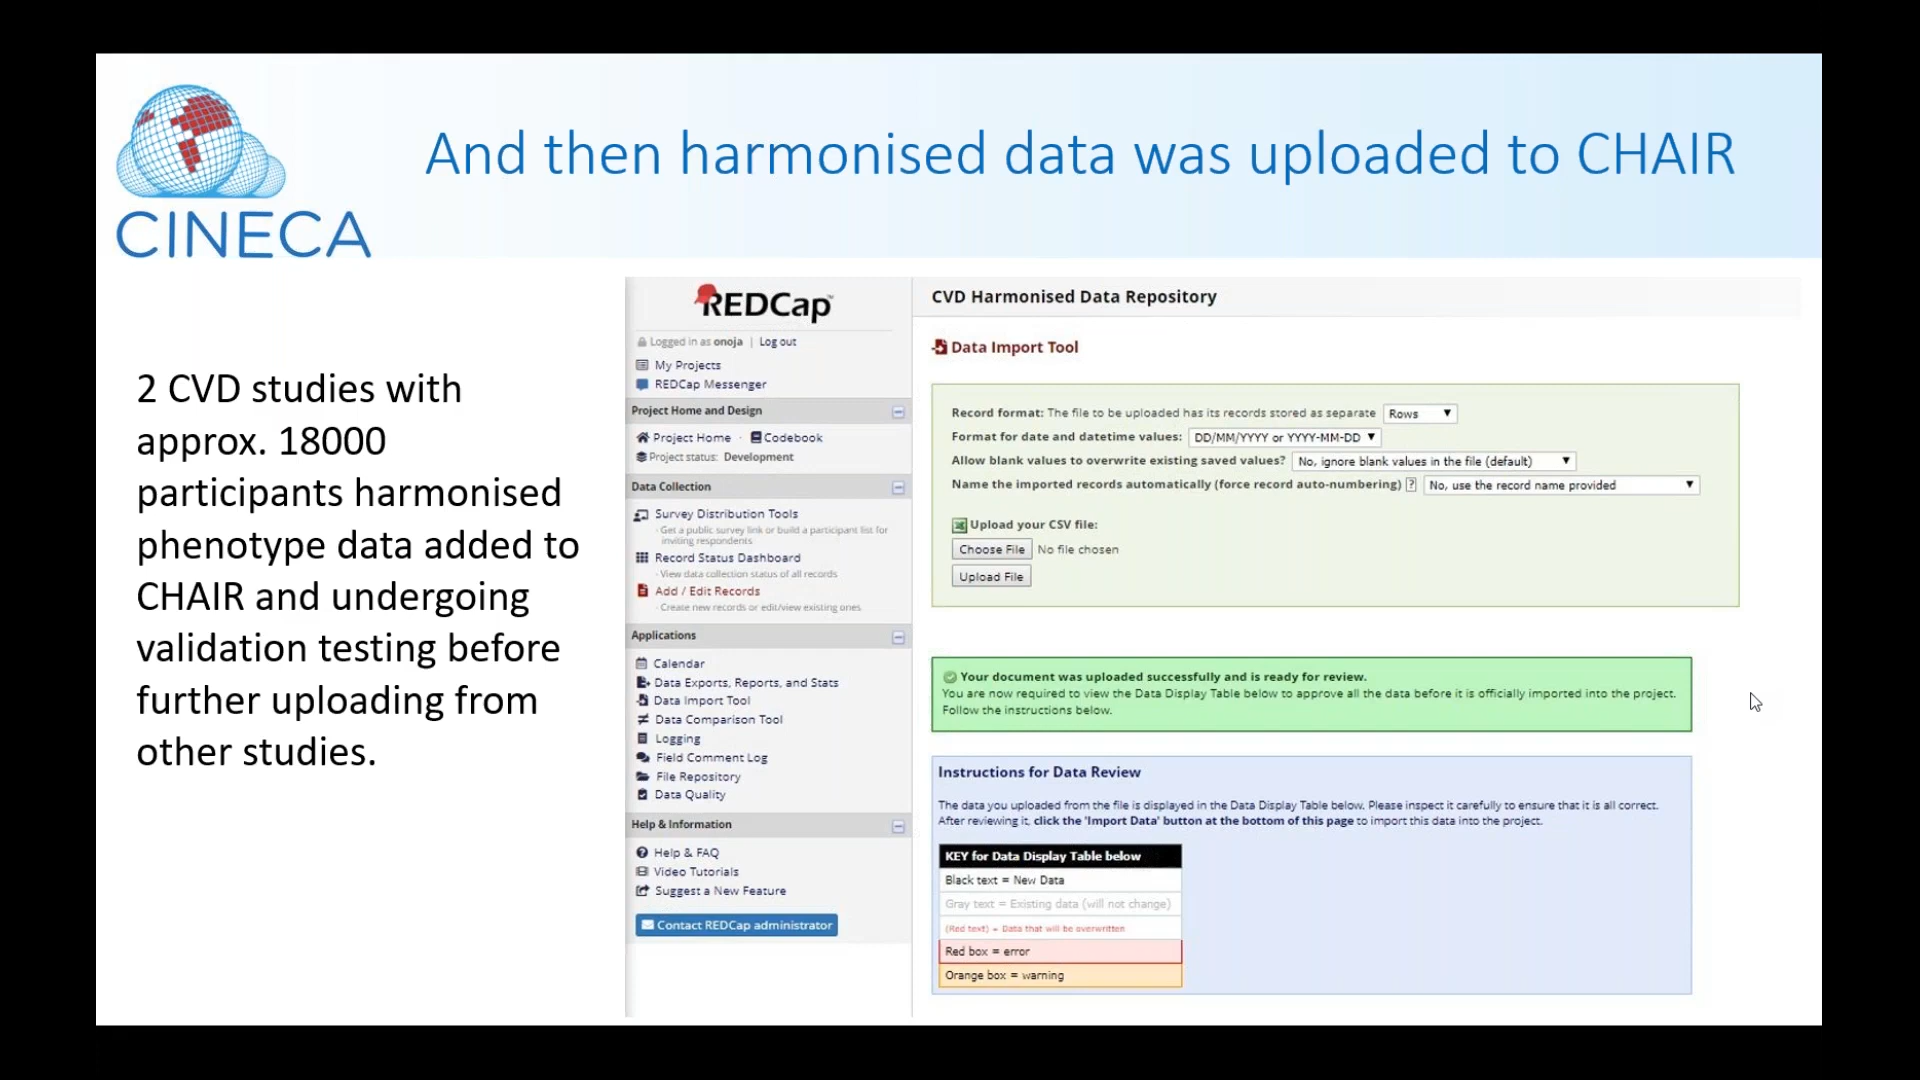 And then harmonised data was uploaded to CHAIR
CINECA
2 CVD studies with
approx. 18000
participants harmonised
phenotype data added to
CHAIR and undergoing
validation testing before
further uploading from
other studies.
REDCap
Logged in as onoja | Log out
My Projects
REDCap Messenger
Project Home and Design
Project Home · Codebook
Project status: Development
Data Collection
Survey Distribution Tools
- Get a public survey link or build a participant list for
inviting respondents
Record Status Dashboard
- View data collection status of all records
Add / Edit Records
- Create new records or edit/view existing ones
Applications
Calendar
Data Exports, Reports, and Stats
Data Import Tool
Data Comparison Tool
Logging
Field Comment Log
File Repository
Data Quality
Help & Information
Help & FAQ
Video Tutorials
Suggest a New Feature
Contact REDCap administrator
CVD Harmonised Data Repository
Data Import Tool
Record format: The file to be uploaded has its records stored as separate Rows
Format for date and datetime values: DD/MM/YYYY or YYYY-MM-DD
Allow blank values to overwrite existing saved values? No, ignore blank values in the file (default)
Name the imported records automatically (force record auto-numbering) ? No, use the record name provided
Upload your CSV file:
Choose File No file chosen
Upload File
Your document was uploaded successfully and is ready for review.
You are now required to view the Data Display Table below to approve all the data before it is officially imported into the project.
Follow the instructions below.
Instructions for Data Review
The data you uploaded from the file is displayed in the Data Display Table below. Please inspect it carefully to ensure that it is all correct.
After reviewing it, click the 'Import Data' button at the bottom of this page to import this data into the project.
KEY for Data Display Table below
Black text = New Data
Gray text = Existing data (will not change)
(Red text) = Data that will be overwritten
Red box = error
Orange box = warning